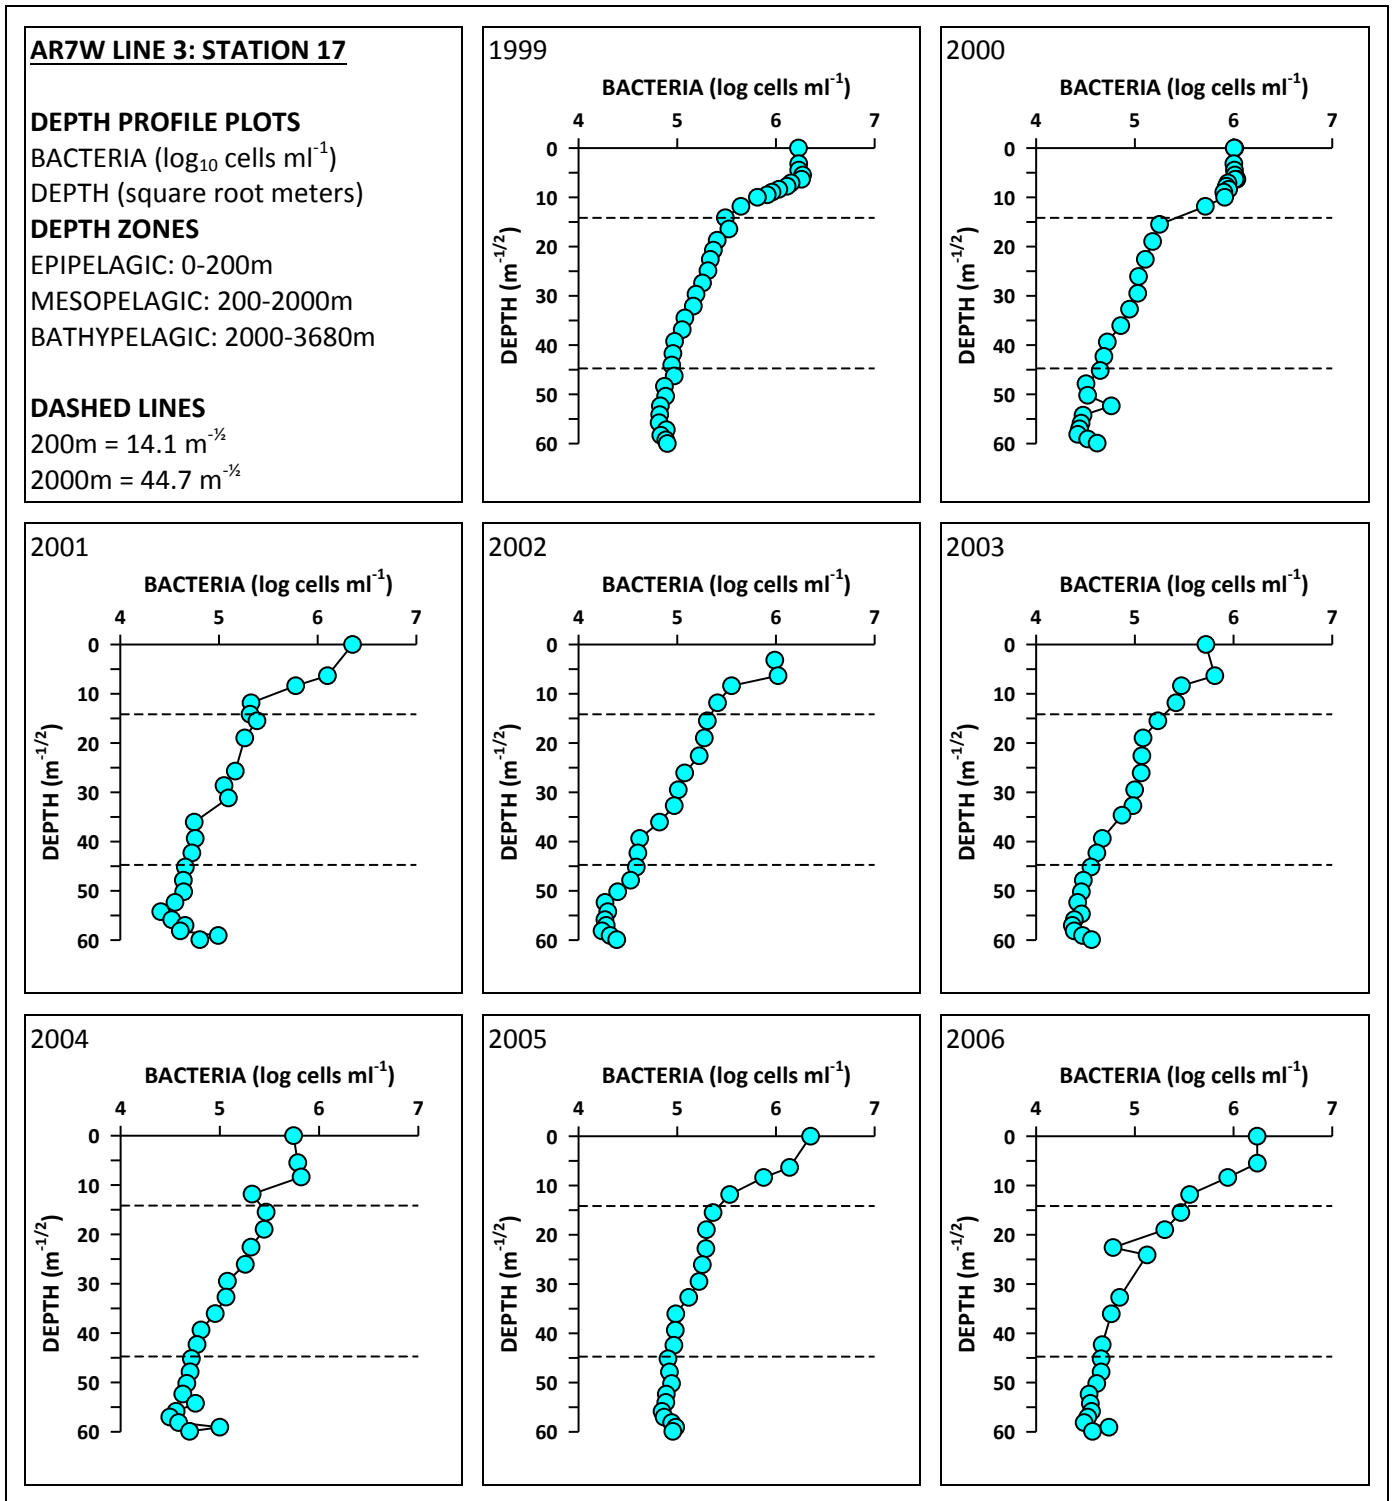 AR7W LINE 3: STATION 17
DEPTH PROFILE PLOTS
BACTERIA (log₁₀ cells ml⁻¹)
DEPTH (square root meters)
DEPTH ZONES
EPIPELAGIC: 0-200m
MESOPELAGIC: 200-2000m
BATHYPELAGIC: 2000-3680m
DASHED LINES
200m = 14.1 m⁻½
2000m = 44.7 m⁻½
1999
BACTERIA (log cells ml⁻¹)
4 5 6 7
DEPTH (m⁻¹/²)
0
10
20
30
40
50
60
2000
BACTERIA (log cells ml⁻¹)
4 5 6 7
DEPTH (m⁻¹/²)
0
10
20
30
40
50
60
2001
BACTERIA (log cells ml⁻¹)
4 5 6 7
DEPTH (m⁻¹/²)
0
10
20
30
40
50
60
2002
BACTERIA (log cells ml⁻¹)
4 5 6 7
DEPTH (m⁻¹/²)
0
10
20
30
40
50
60
2003
BACTERIA (log cells ml⁻¹)
4 5 6 7
DEPTH (m⁻¹/²)
0
10
20
30
40
50
60
2004
BACTERIA (log cells ml⁻¹)
4 5 6 7
DEPTH (m⁻¹/²)
0
10
20
30
40
50
60
2005
BACTERIA (log cells ml⁻¹)
4 5 6 7
DEPTH (m⁻¹/²)
0
10
20
30
40
50
60
2006
BACTERIA (log cells ml⁻¹)
4 5 6 7
DEPTH (m⁻¹/²)
0
10
20
30
40
50
60